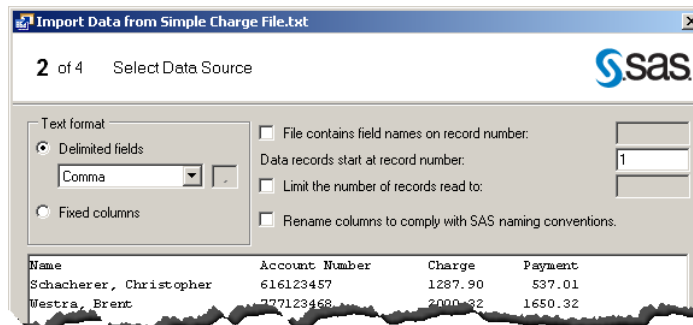 Import Data from Simple Charge File.txt
2 of 4 Select Data Source
sas
Text format
Delimited fields
Comma ,
Fixed columns
File contains field names on record number:
Data records start at record number: 1
Limit the number of records read to:
Rename columns to comply with SAS naming conventions.
Name Account Number Charge Payment
Schacherer, Christopher 616123457 1287.90 537.01
Westra, Brent 777123468 2000.32 1650.32